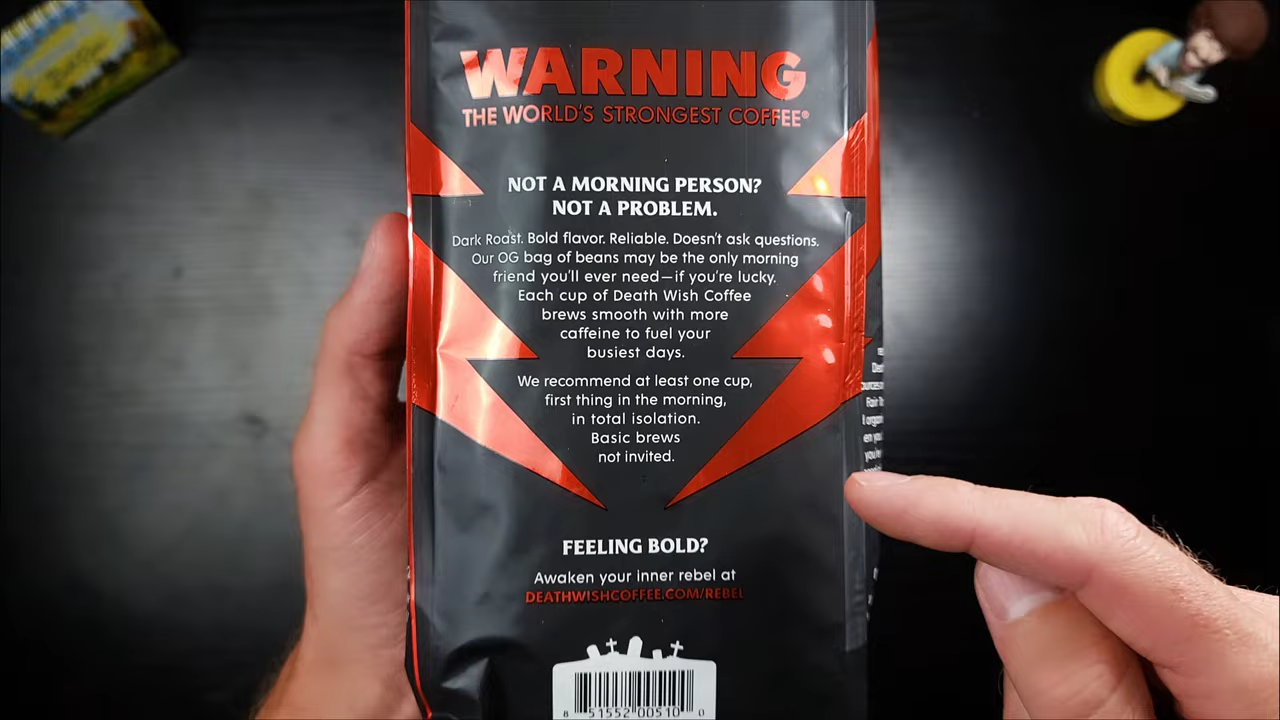 WARNING
THE WORLD'S STRONGEST COFFEE®
NOT A MORNING PERSON?
NOT A PROBLEM.
Dark Roast. Bold flavor. Reliable. Doesn't ask questions.
Our OG bag of beans may be the only morning
friend you'll ever need—if you're lucky.
Each cup of Death Wish Coffee
brews smooth with more
caffeine to fuel your
busiest days.
We recommend at least one cup,
first thing in the morning,
in total isolation.
Basic brews
not invited.
FEELING BOLD?
Awaken your inner rebel at
DEATHWISHCOFFEE.COM/REBEL
8 51552 00510 0